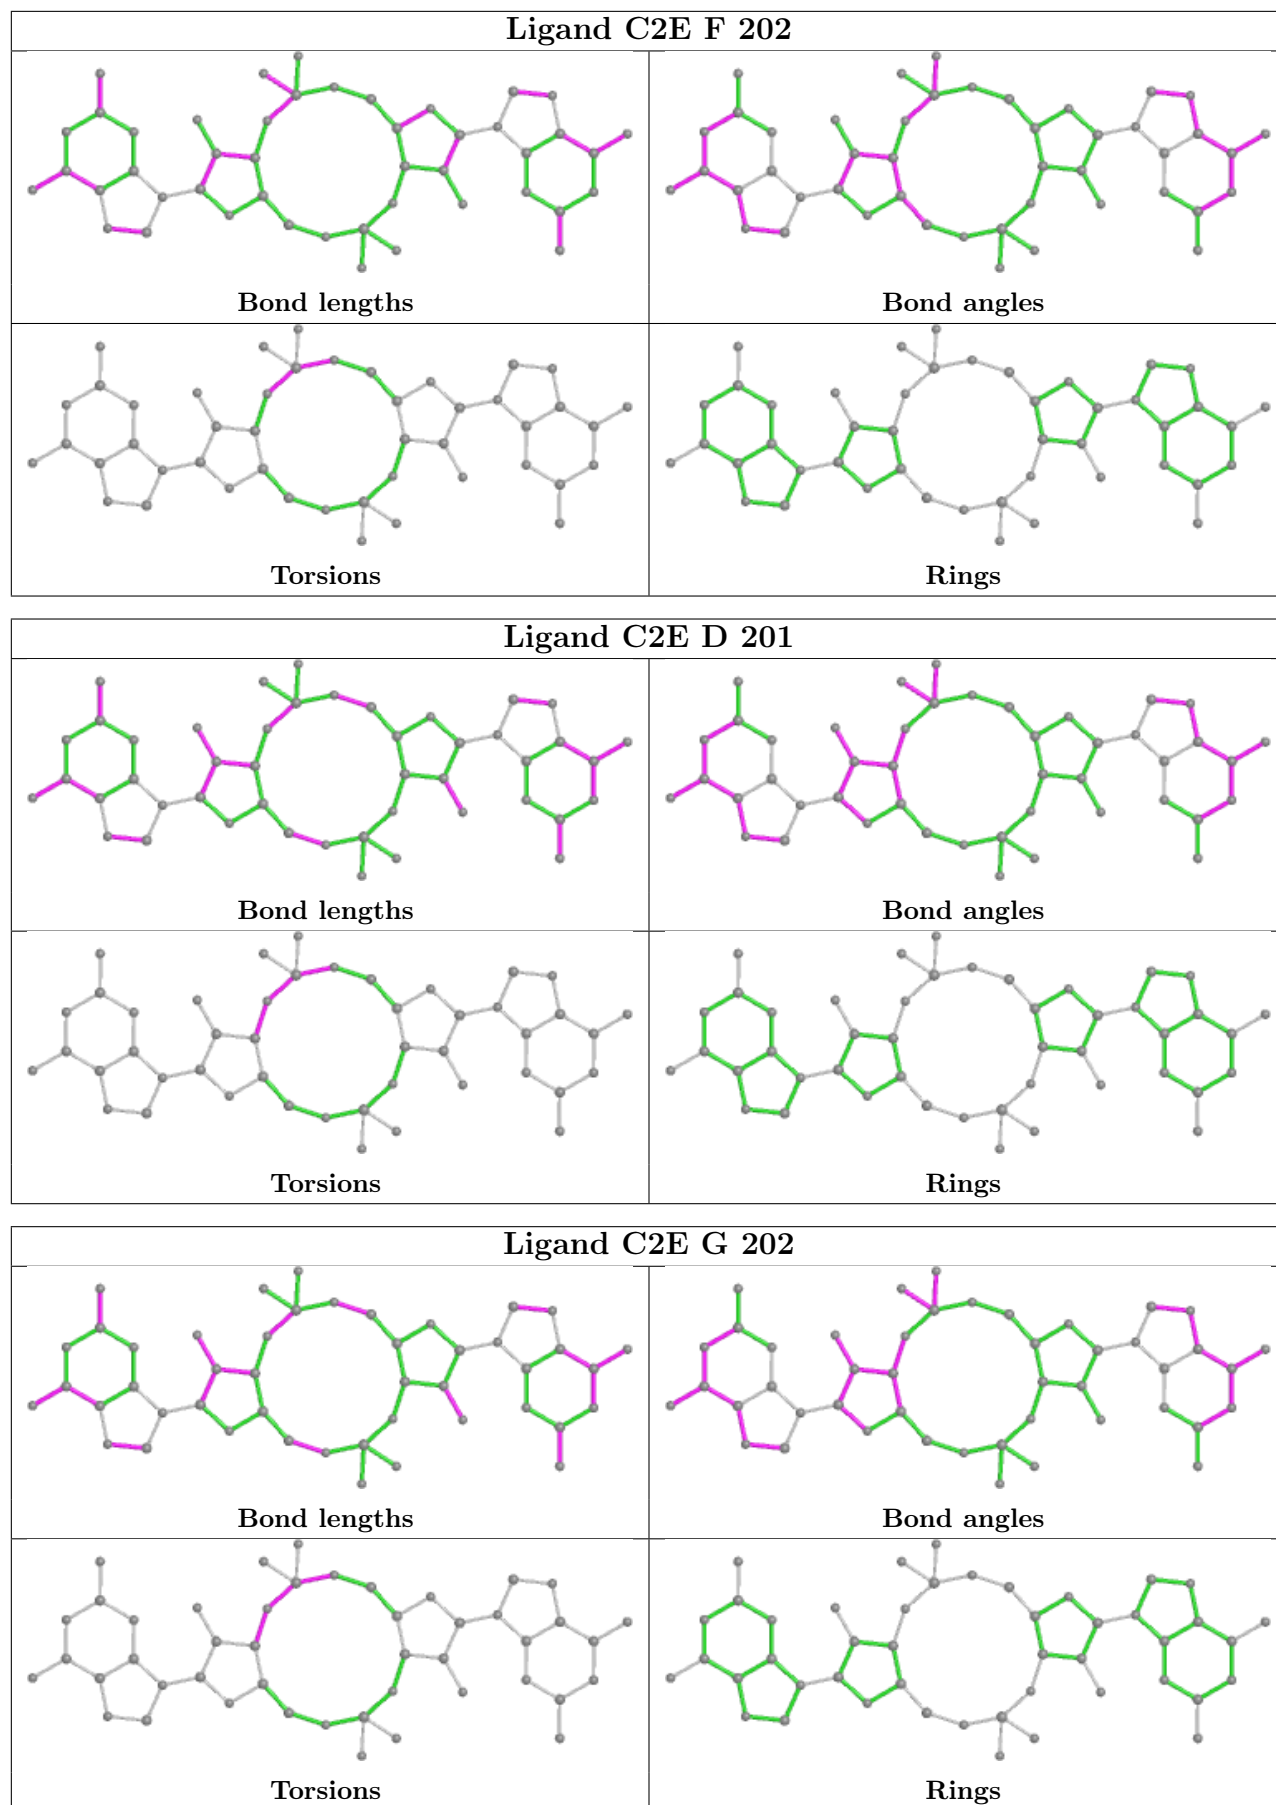 Ligand C2E F 202
Bond lengths
Bond angles
Torsions
Rings
Ligand C2E D 201
Bond lengths
Bond angles
Torsions
Rings
Ligand C2E G 202
Bond lengths
Bond angles
Torsions
Rings